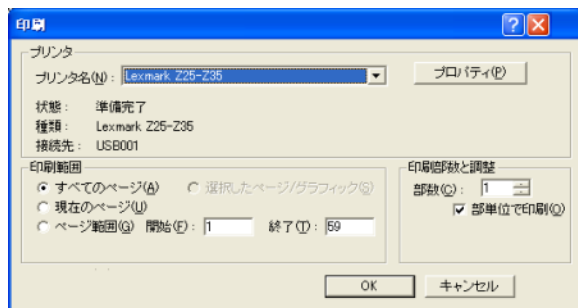 印刷
プリンタ
プリンタ名(N): Lexmark Z25-Z35
プロパティ(P)
状態: 準備完了
種類: Lexmark Z25-Z35
接続先: USB001
印刷範囲
すべてのページ(A) 選択したページ/グラフィック(S)
現在のページ(U)
ページ範囲(G) 開始(F): 1 終了(T): 59
印刷部数と調整
部数(C): 1
部単位で印刷(O)
OK キャンセル